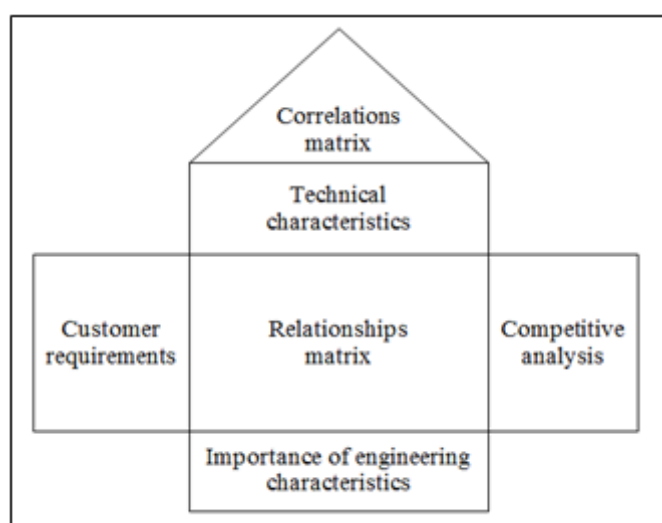 Correlations
matrix
Technical
characteristics
Customer
requirements
Relationships
matrix
Competitive
analysis
Importance of engineering
characteristics